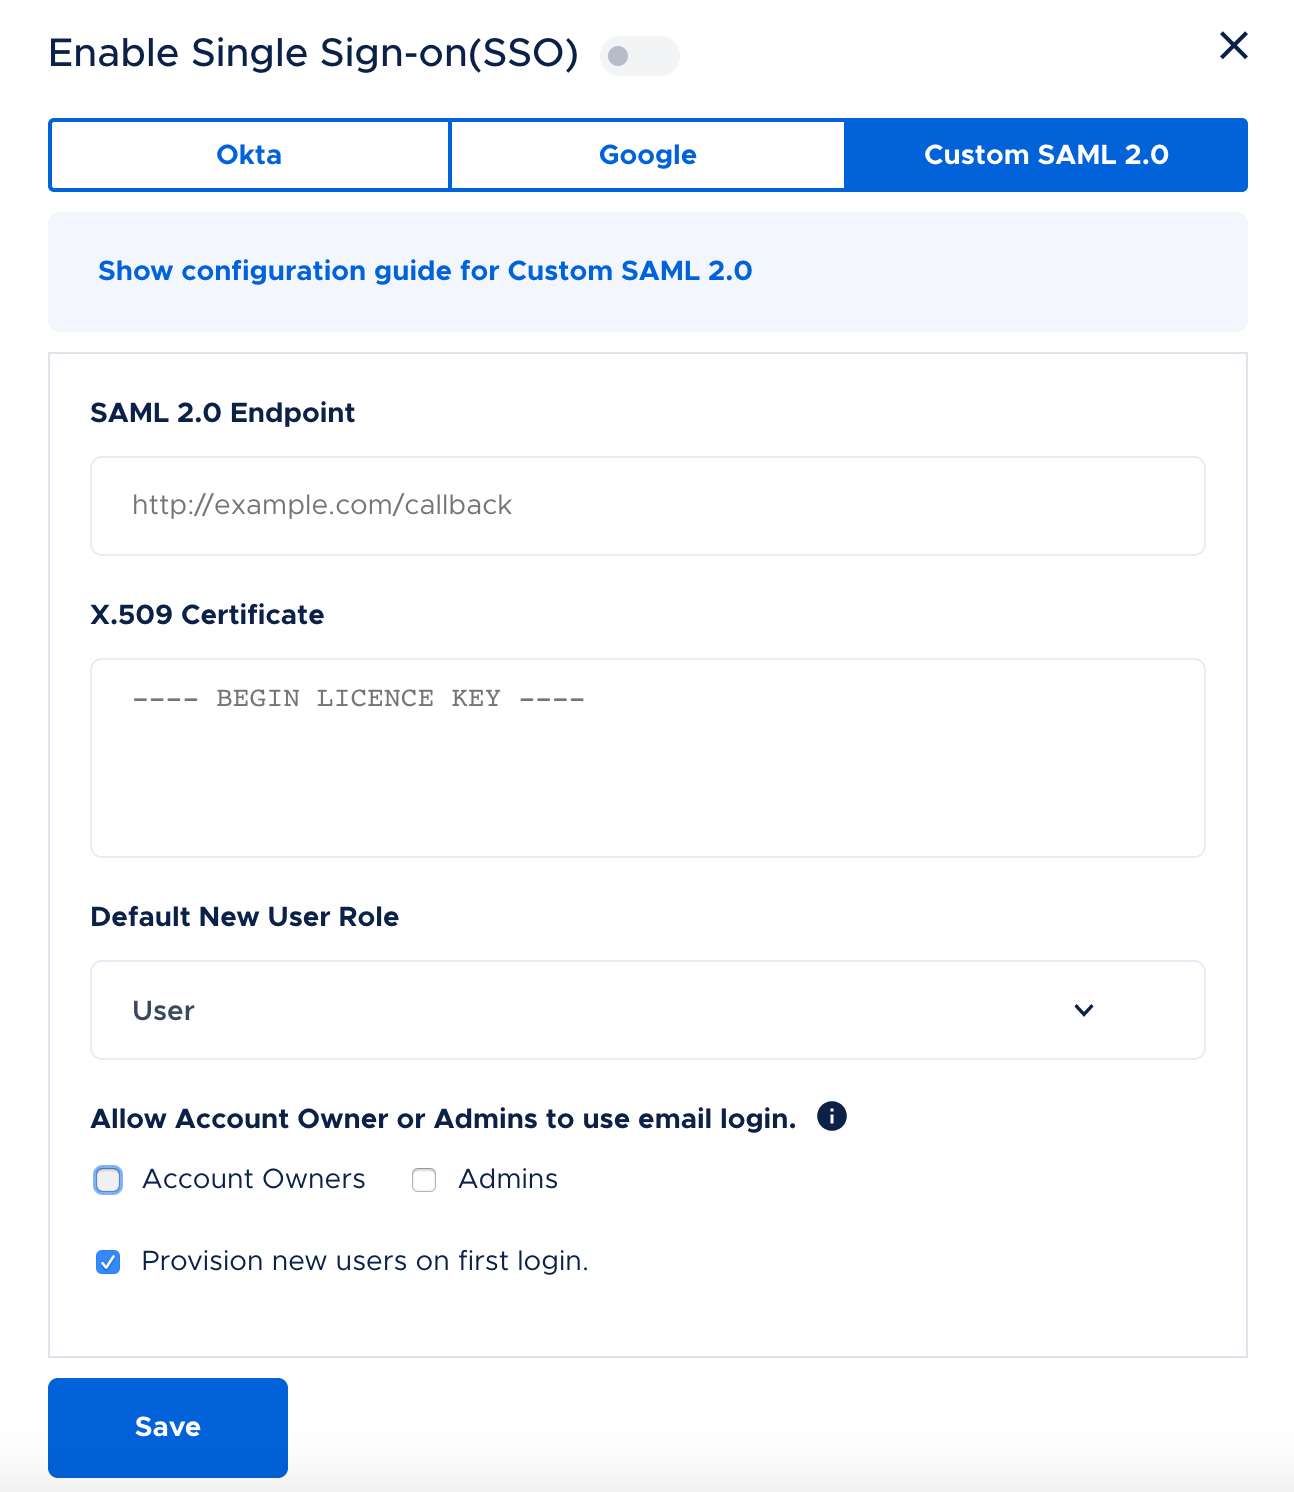 Enable Single Sign-on(SSO)
Okta
Google
Custom SAML 2.0
Show configuration guide for Custom SAML 2.0
SAML 2.0 Endpoint
http://example.com/callback
X.509 Certificate
---- BEGIN LICENCE KEY ----
Default New User Role
User
Allow Account Owner or Admins to use email login.
Account Owners
Admins
Provision new users on first login.
Save